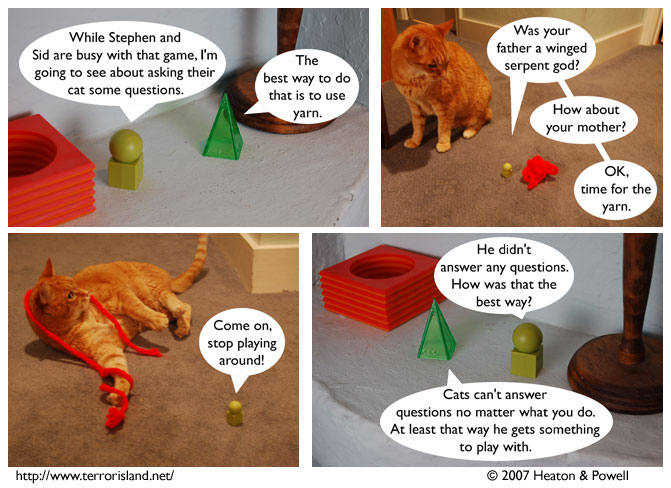 While Stephen and
Sid are busy with that game, I'm
going to see about asking their
cat some questions.
The
best way to do
that is to use
yarn.
Was your
father a winged
serpent god?
How about
your mother?
OK,
time for the
yarn.
Come on,
stop playing
around!
He didn't
answer any questions.
How was that the
best way?
Cats can't answer
questions no matter what you do.
At least that way he gets something
to play with.
http://www.terrorisland.net/
© 2007 Heaton & Powell